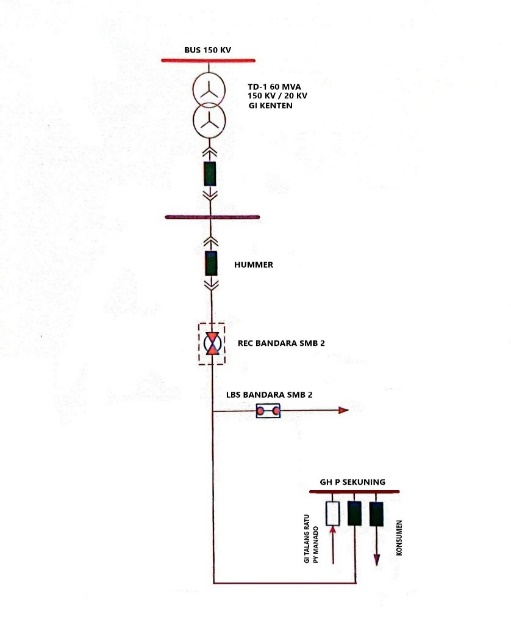 BUS 150 KV
TD-1 60 MVA
150 KV / 20 KV
GI KENTEN
HUMMER
REC BANDARA SMB 2
LBS BANDARA SMB 2
GH P SEKUNING
GI TALANG RATU
PY MANADO
KONSUMEN